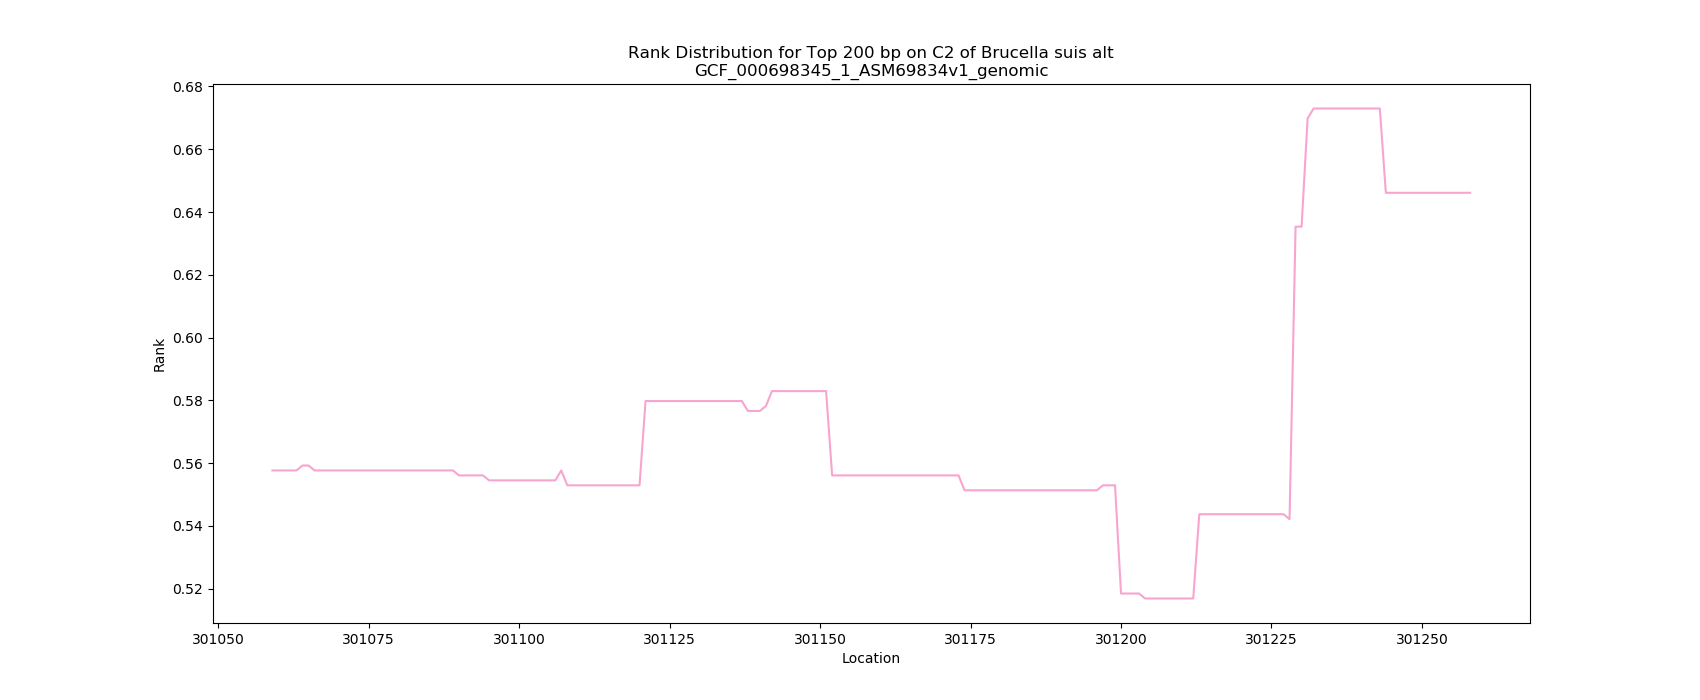 Rank Distribution for Top 200 bp on C2 of Brucella suis alt
GCF_000698345_1_ASM69834v1_genomic
0.68
0.66
0.64
0.62
0.60
0.58
0.56
0.54
0.52
Rank
301050 301075 301100 301125 301150 301175 301200 301225 301250
Location